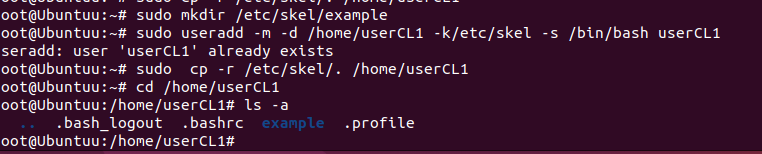 oot@Ubuntuu:~# sudo cp -r /etc/skel/. /home/userCL1
oot@Ubuntuu:~# sudo mkdir /etc/skel/example
oot@Ubuntuu:~# sudo useradd -m -d /home/userCL1 -k/etc/skel -s /bin/bash userCL1
seradd: user 'userCL1' already exists
oot@Ubuntuu:~# sudo  cp -r /etc/skel/. /home/userCL1
oot@Ubuntuu:~# cd /home/userCL1
oot@Ubuntuu:/home/userCL1# ls -a
.. .bash_logout .bashrc example .profile
oot@Ubuntuu:/home/userCL1#